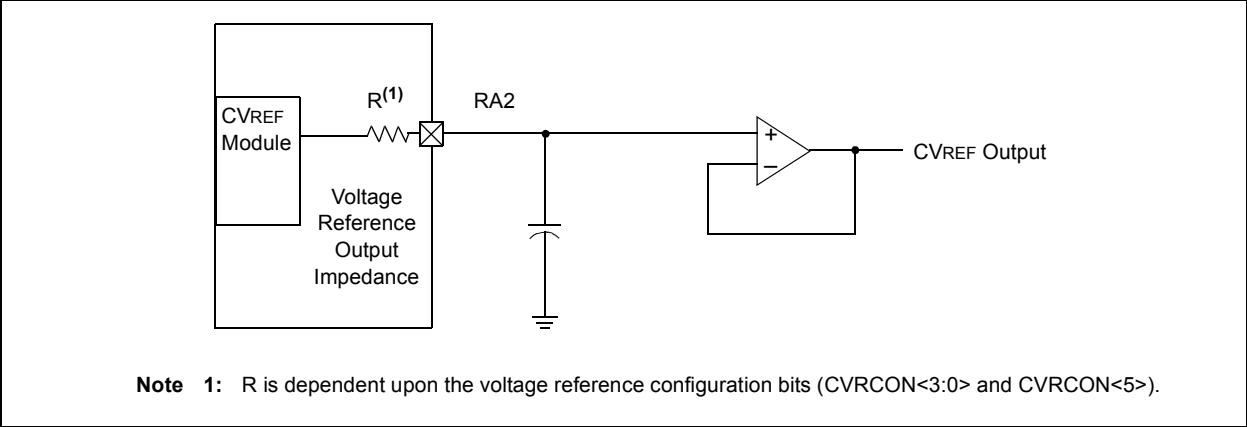 R(1)
RA2
CVREF
Module
+
–
CVREF Output
Voltage
Reference
Output
Impedance
Note 1: R is dependent upon the voltage reference configuration bits (CVRCON<3:0> and CVRCON<5>).